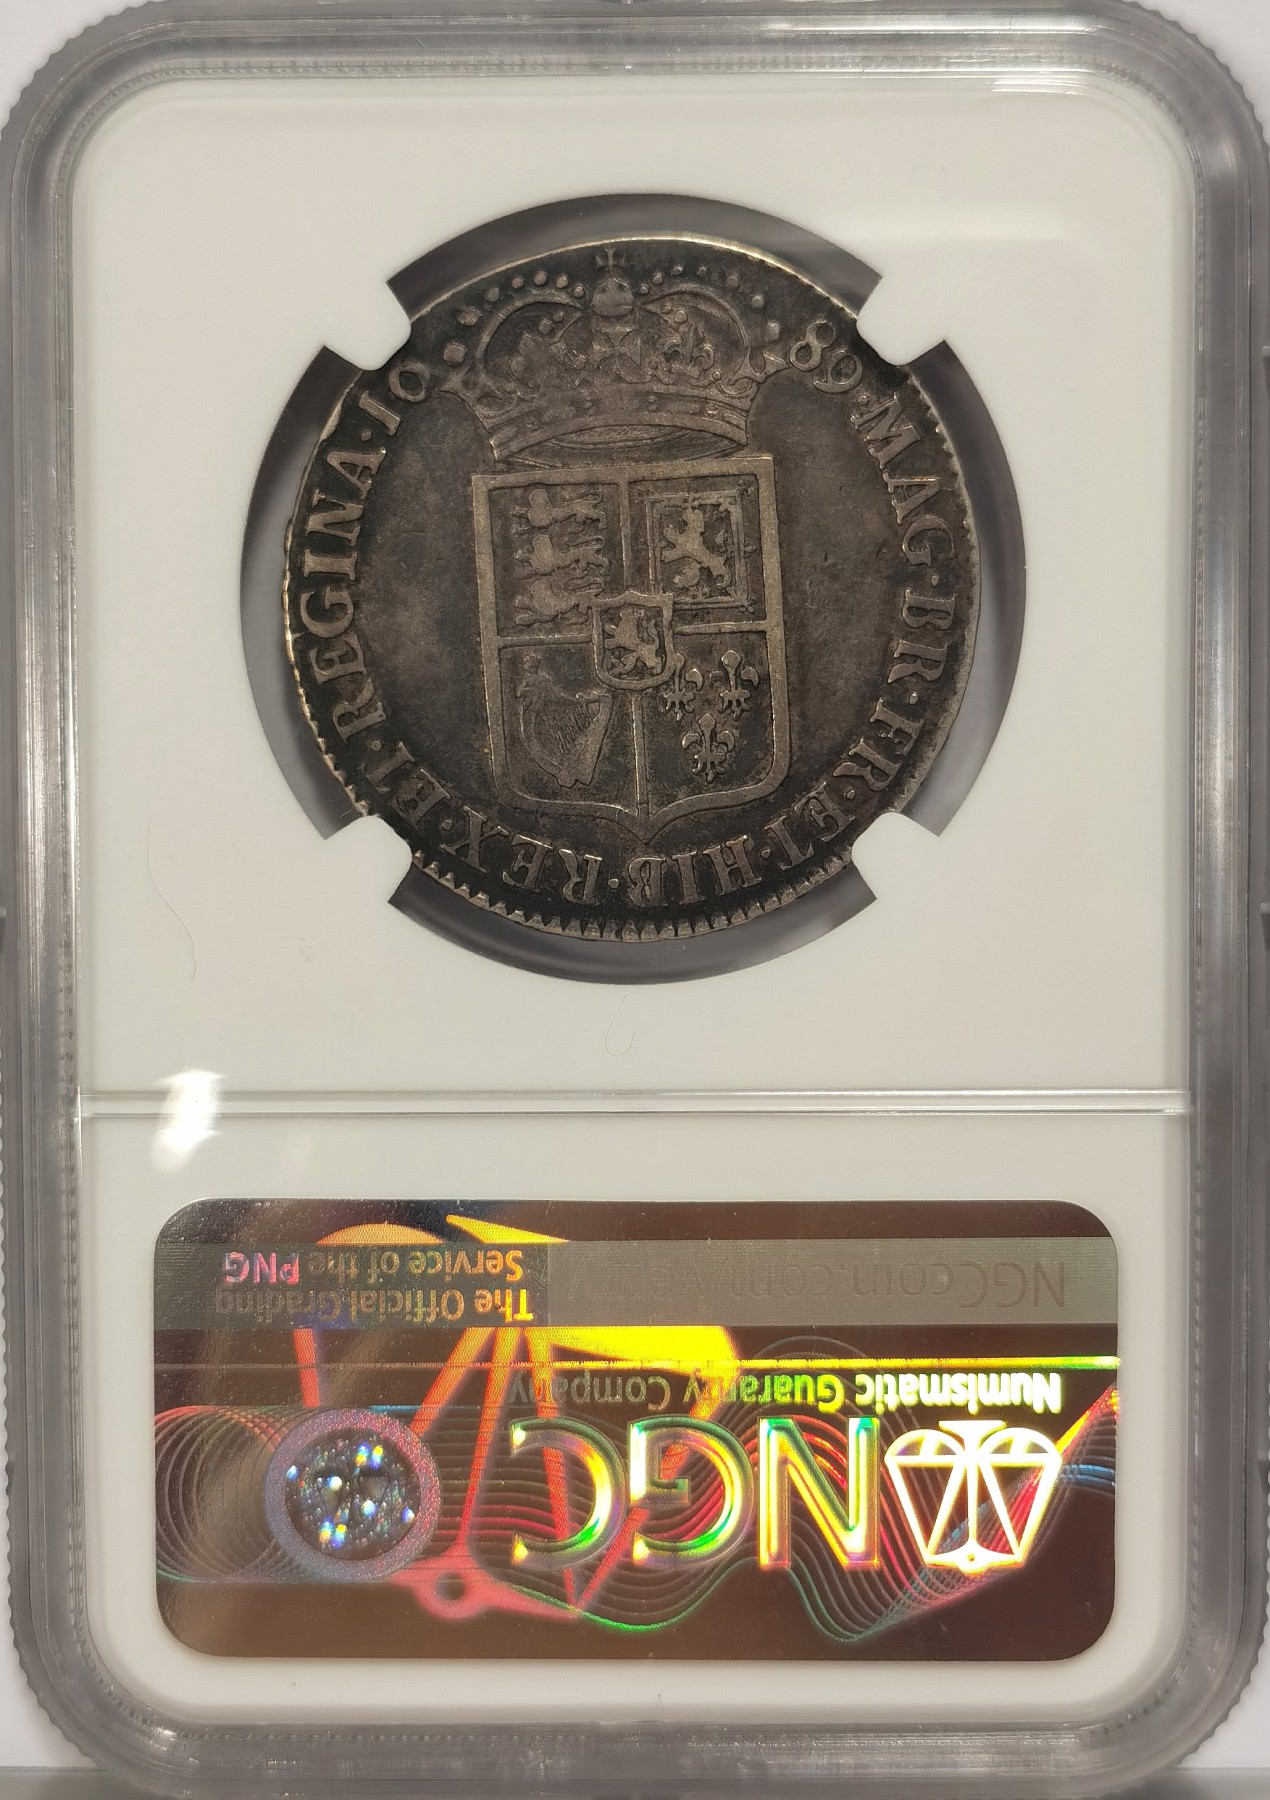 1689·MAG·BR·FR·ET·HIB·REX·ET·REGINA·
NGC
Numismatic Guaranty Company
The Official Grading
Service of the PNG
NGCcoin.com